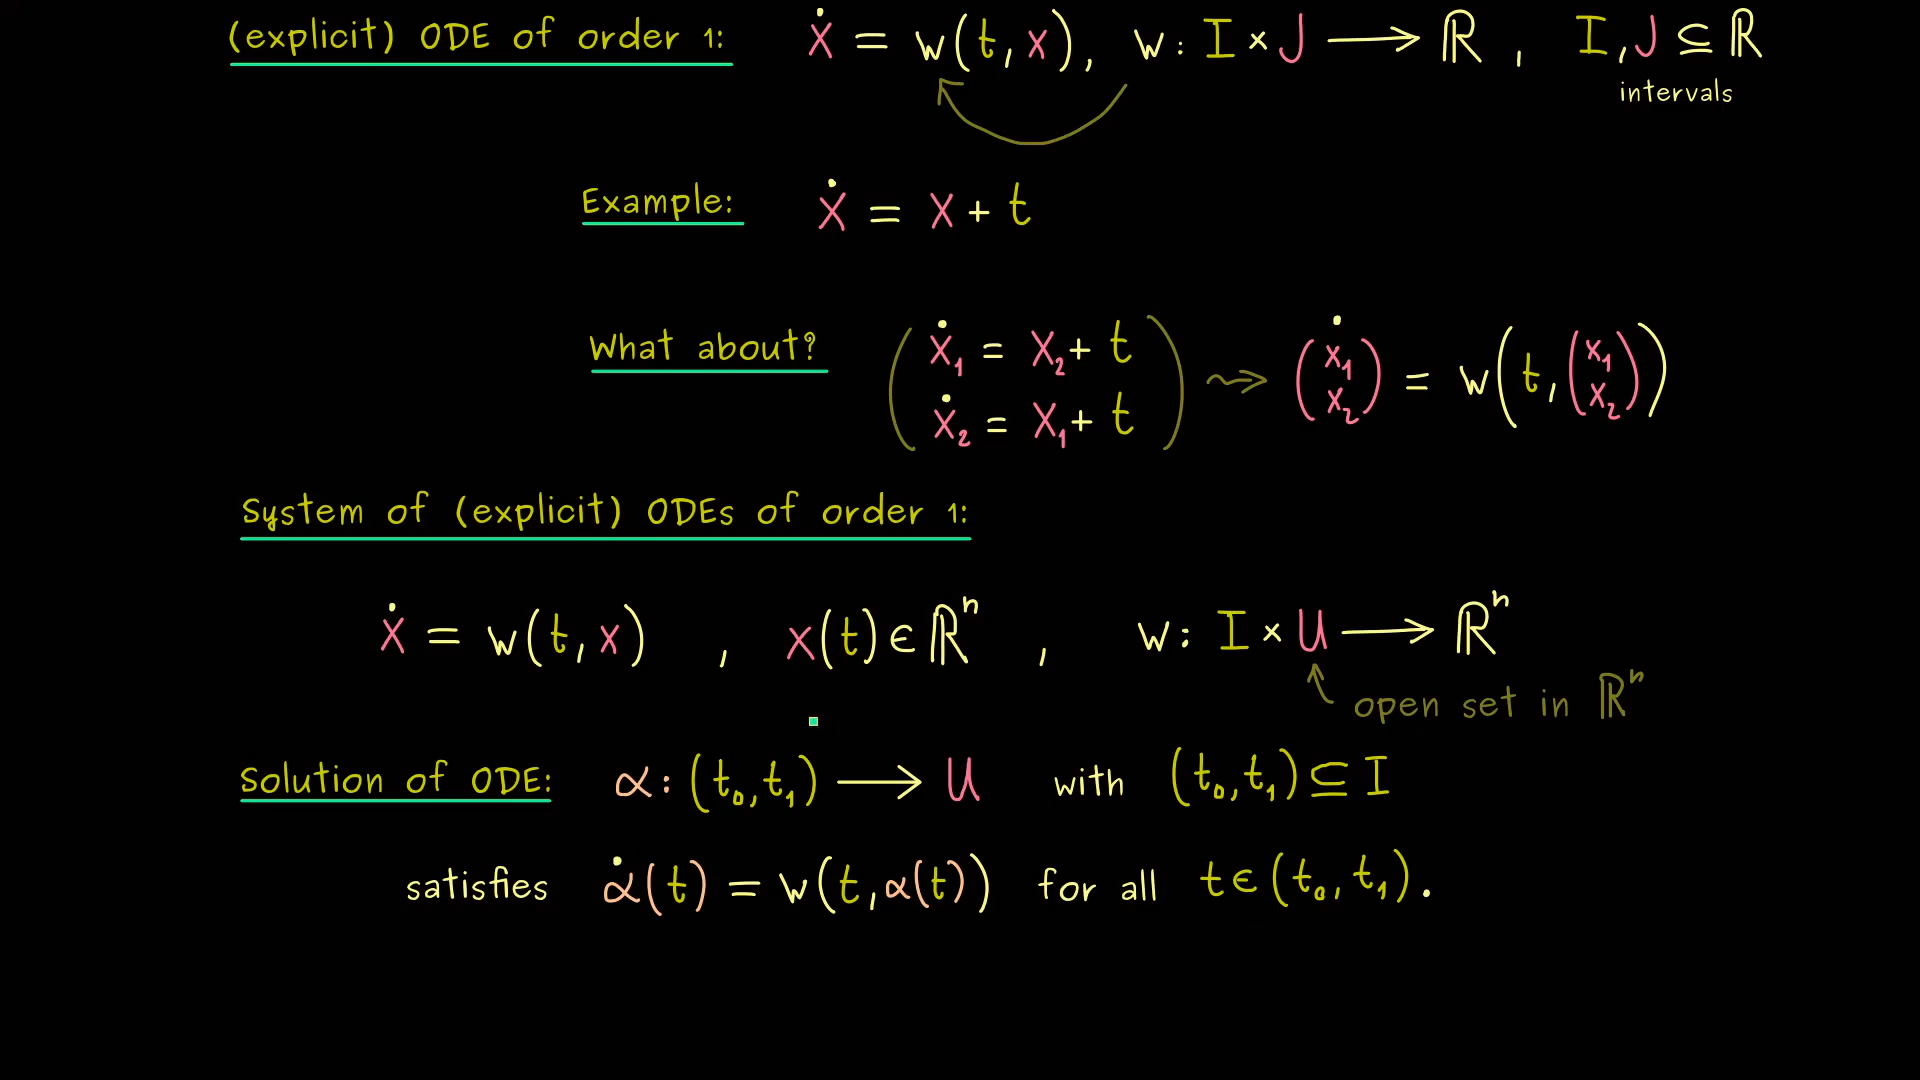 (explicit) ODE of order 1: ẋ = w(t, x), w: I × J ⟶ ℝ , I, J ⊆ ℝ
intervals
Example: ẋ = x + t
What about? ( ẋ₁ = x₂ + t
ẋ₂ = x₁ + t ) ⇝ (x₁ x₂)˙ = w(t, (x₁ x₂))
System of (explicit) ODEs of order 1:
ẋ = w(t, x) , x(t) ∈ ℝⁿ , w: I × U ⟶ ℝⁿ
open set in ℝⁿ
Solution of ODE: α: (t₀, t₁) ⟶ U with (t₀, t₁) ⊆ I
satisfies α̇(t) = w(t, α(t)) for all t ∈ (t₀, t₁).